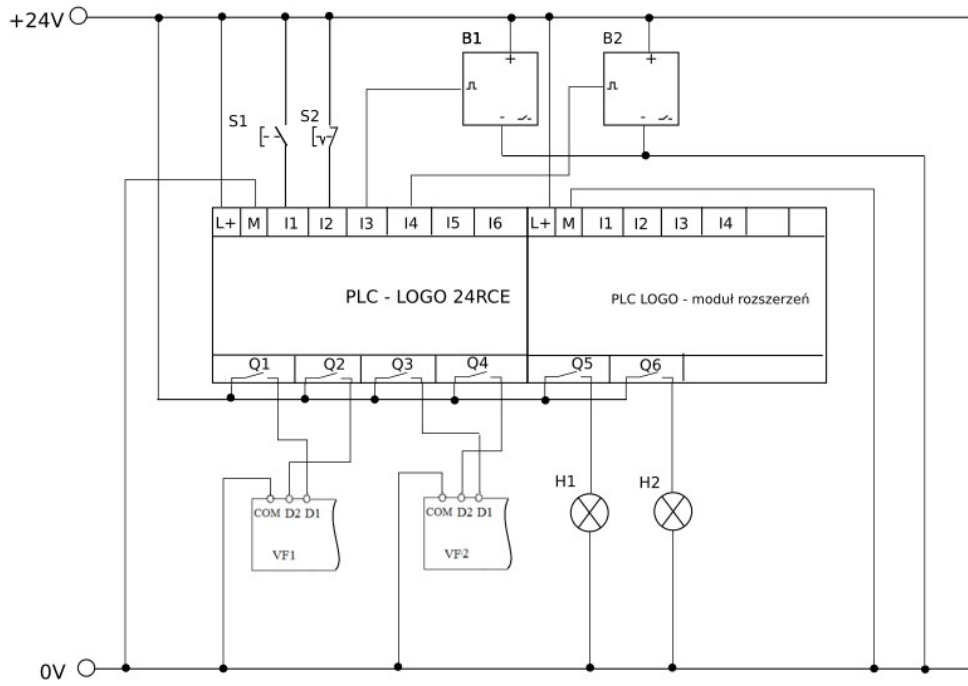 +24V
B1
B2
S1
S2
L+ M I1 I2 I3 I4 I5 I6 L+ M I1 I2 I3 I4
PLC - LOGO 24RCE
PLC LOGO - moduł rozszerzeń
Q1 Q2 Q3 Q4 Q5 Q6
H1
H2
COM D2 D1
VF1
COM D2 D1
VF2
0V